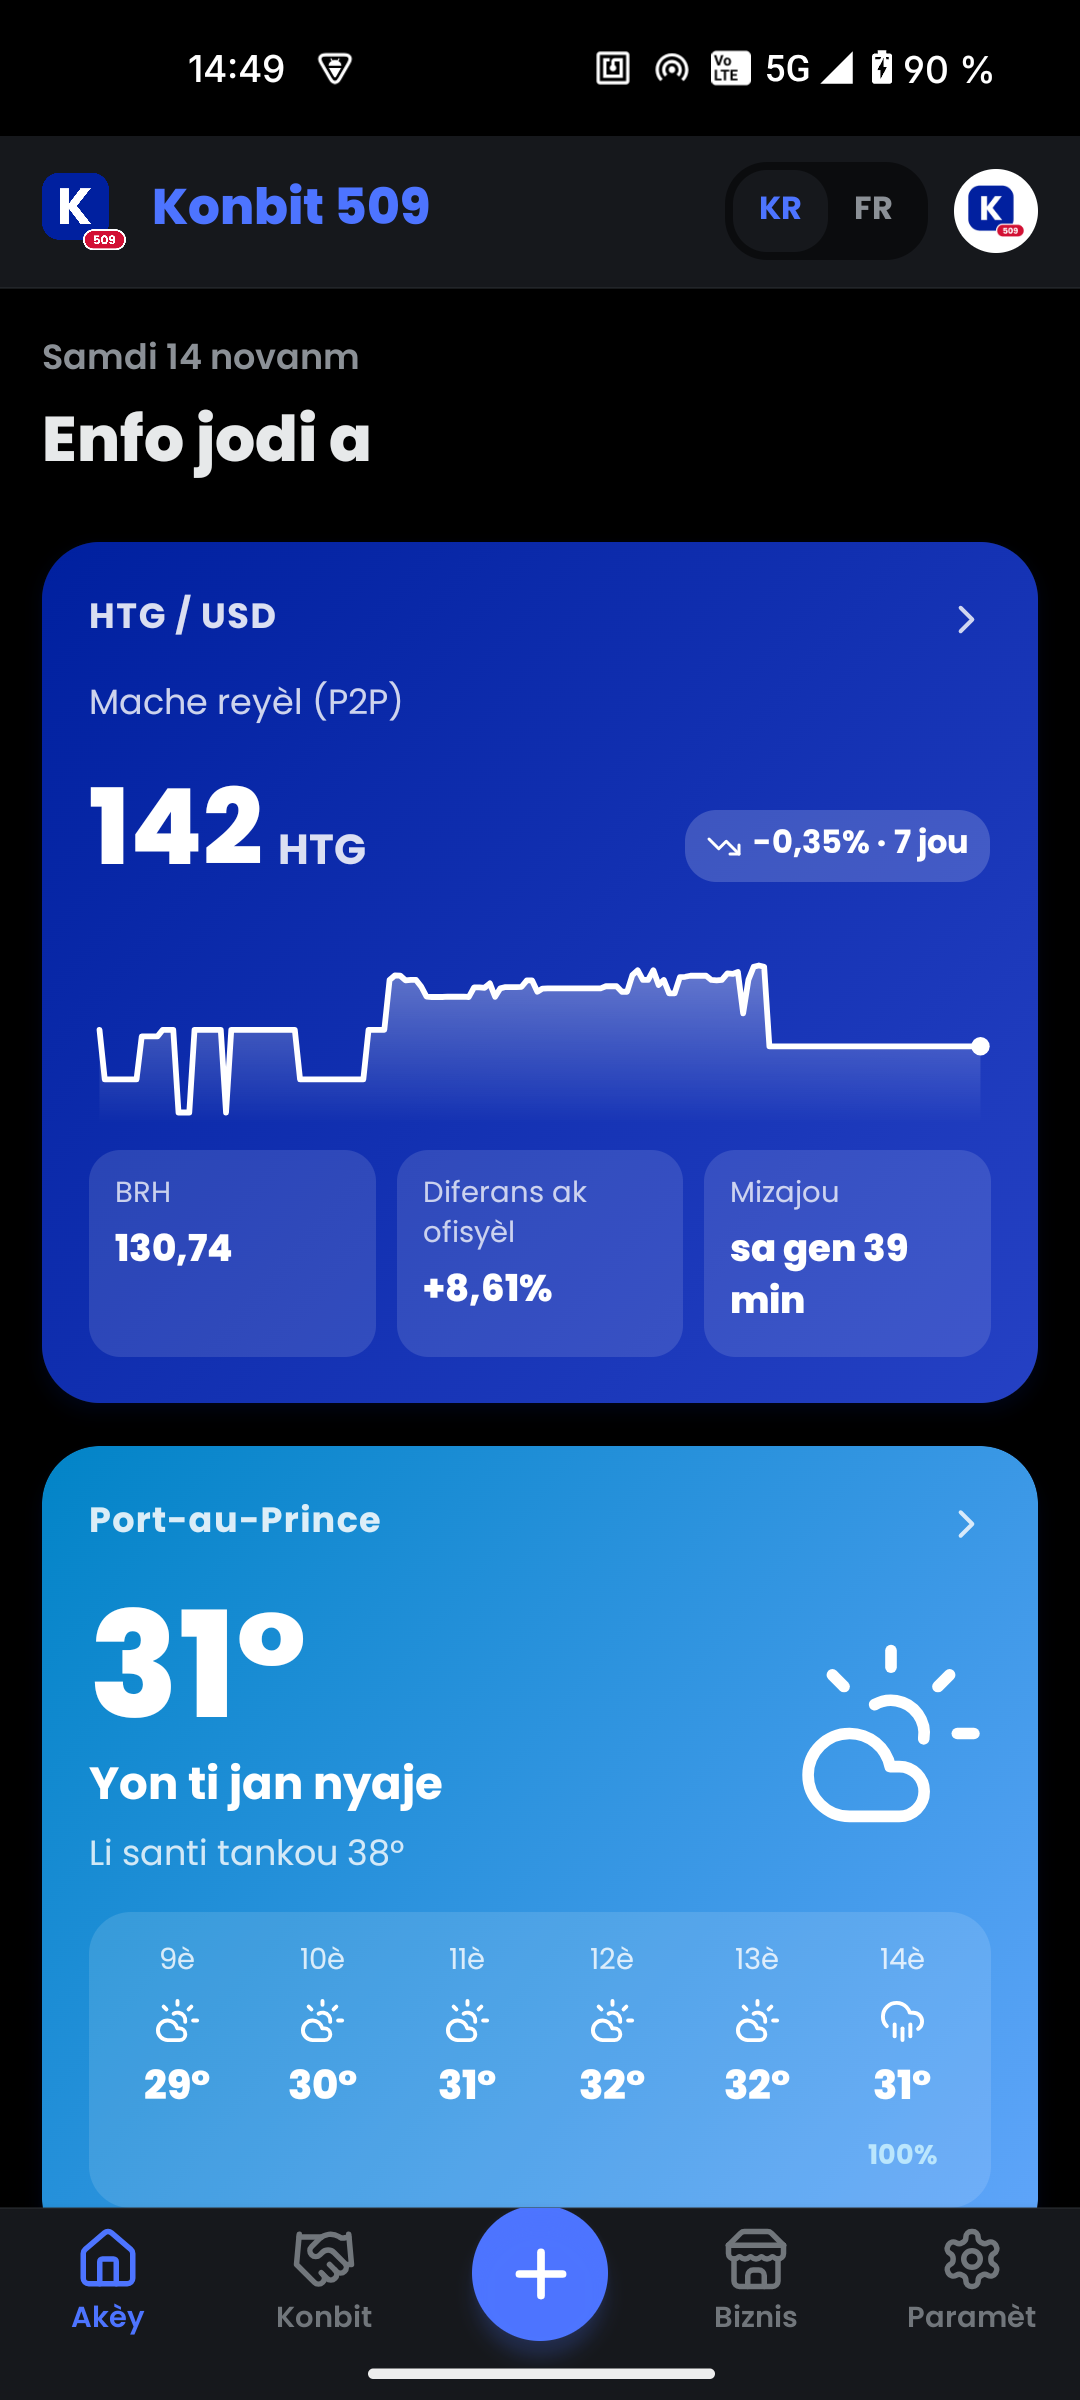 14:49
Vo LTE 5G 90 %
K 509 Konbit 509 KR FR K 509
Samdi 14 novanm
Enfo jodi a
HTG / USD
Mache reyèl (P2P)
142 HTG
-0,35% · 7 jou
BRH
130,74
Diferans ak
ofisyèl
+8,61%
Mizajou
sa gen 39
min
Port-au-Prince
31°
Yon ti jan nyaje
Li santi tankou 38°
9è 10è 11è 12è 13è 14è
29° 30° 31° 32° 32° 31°
100%
Akèy Konbit Biznis Paramèt